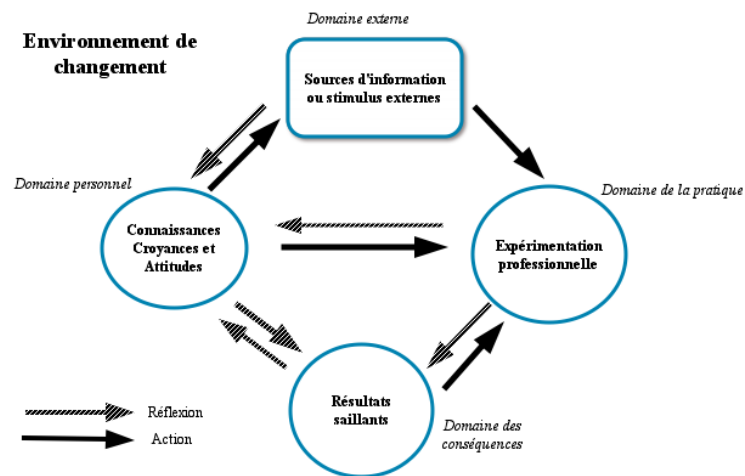 Domaine externe
Environnement de
changement
Sources d'information
ou stimulus externes
Domaine personnel
Domaine de la pratique
Connaissances
Croyances et
Attitudes
Expérimentation
professionnelle
Résultats
saillants
Réflexion
Action
Domaine des
conséquences